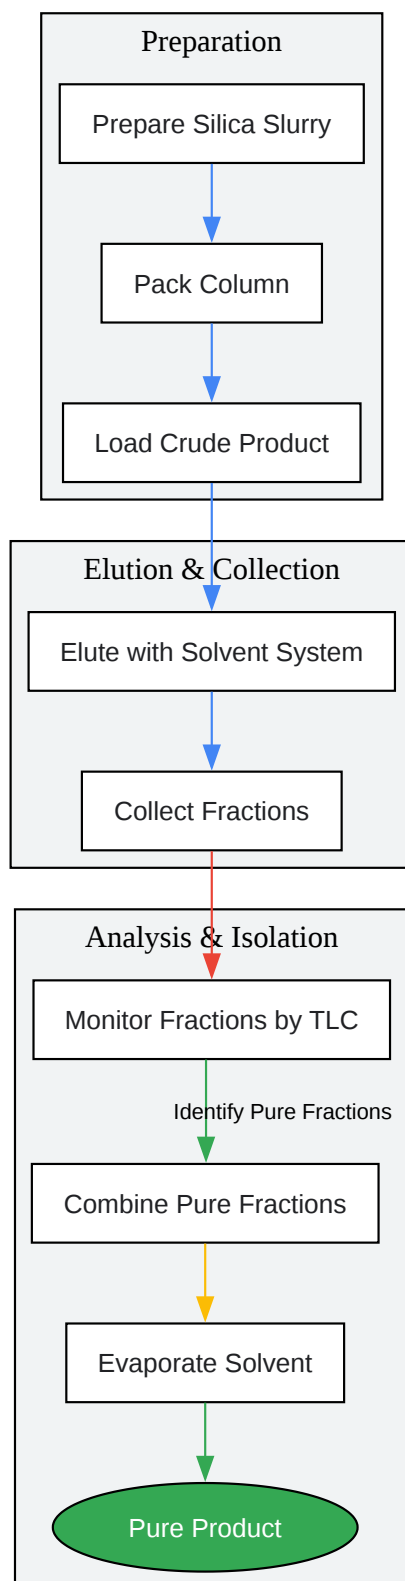 Preparation
Prepare Silica Slurry
Pack Column
Load Crude Product
Elution & Collection
Elute with Solvent System
Collect Fractions
Analysis & Isolation
Monitor Fractions by TLC
Identify Pure Fractions
Combine Pure Fractions
Evaporate Solvent
Pure Product